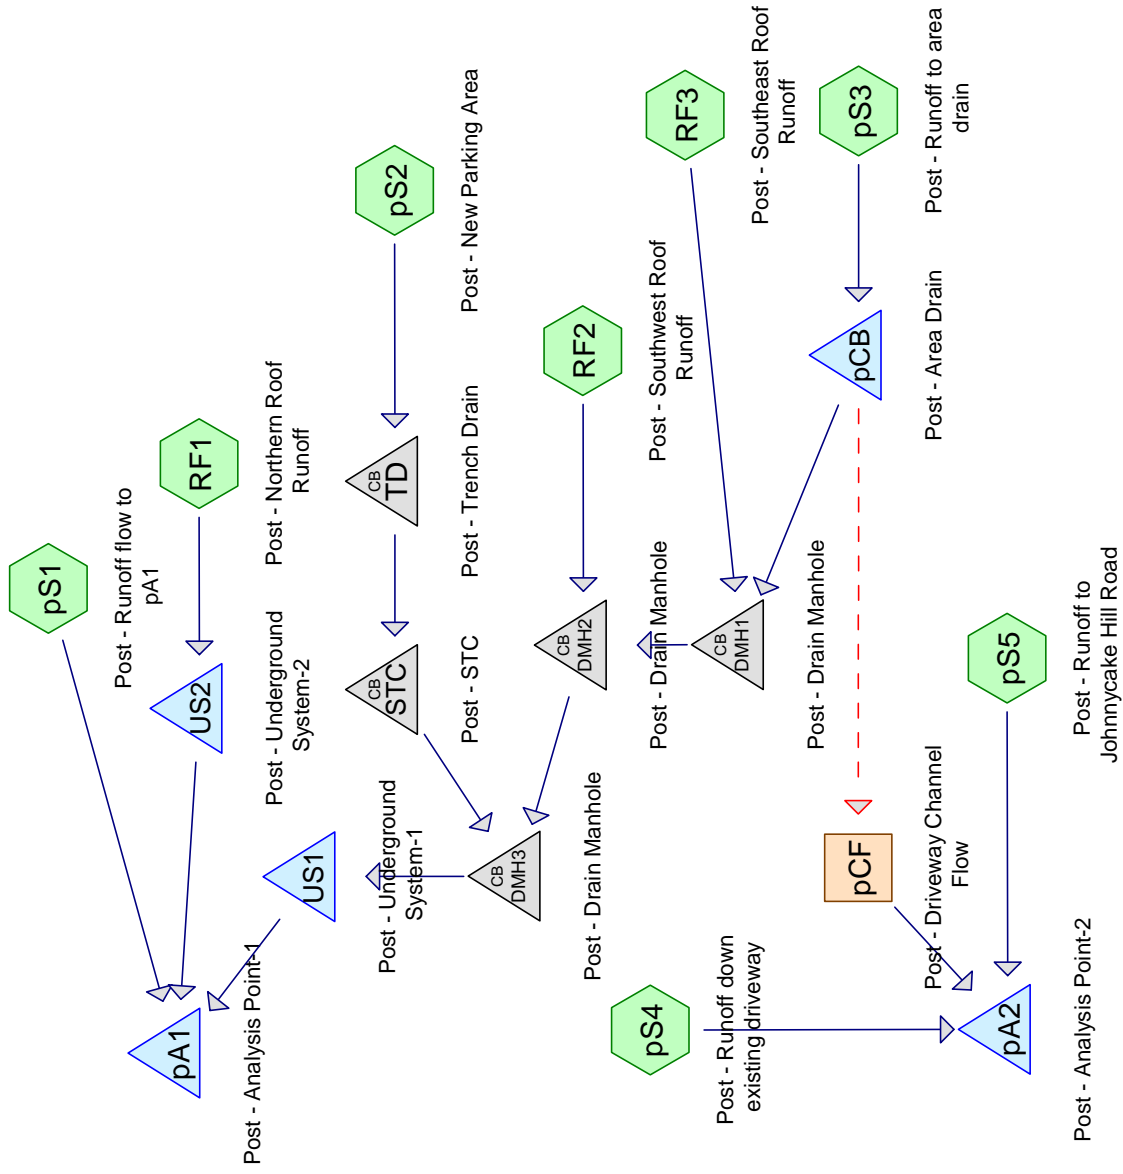 pS1
Post - Runoff flow to
pA1
RF1
Post - Northern Roof
Runoff
US2
Post - Underground
System-2
pA1
Post - Analysis Point-1
US1
Post - Underground
System-1
pS2
Post - New Parking Area
CB
TD
Post - Trench Drain
CB
STC
Post - STC
CB
DMH3
Post - Drain Manhole
RF2
Post - Southwest Roof
Runoff
CB
DMH2
Post - Drain Manhole
RF3
Post - Southeast Roof
Runoff
CB
DMH1
Post - Drain Manhole
pS3
Post - Runoff to area
drain
pCB
Post - Area Drain
pCF
Post - Driveway Channel
Flow
pS4
Post - Runoff down
existing driveway
pS5
Post - Runoff to
Johnnycake Hill Road
pA2
Post - Analysis Point-2